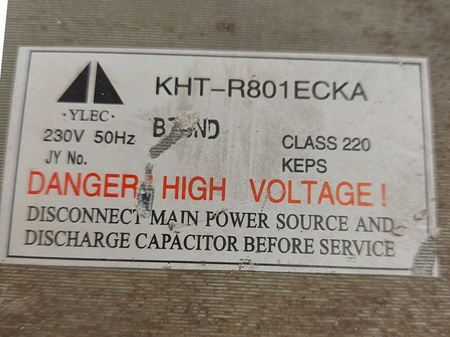 KHT-R801ECKA
·YLEC·
230V 50Hz
CLASS 220
JY No.
KEPS
DANGER HIGH VOLTAGE!
DISCONNECT MAIN POWER SOURCE AND
DISCHARGE CAPACITOR BEFORE SERVICE